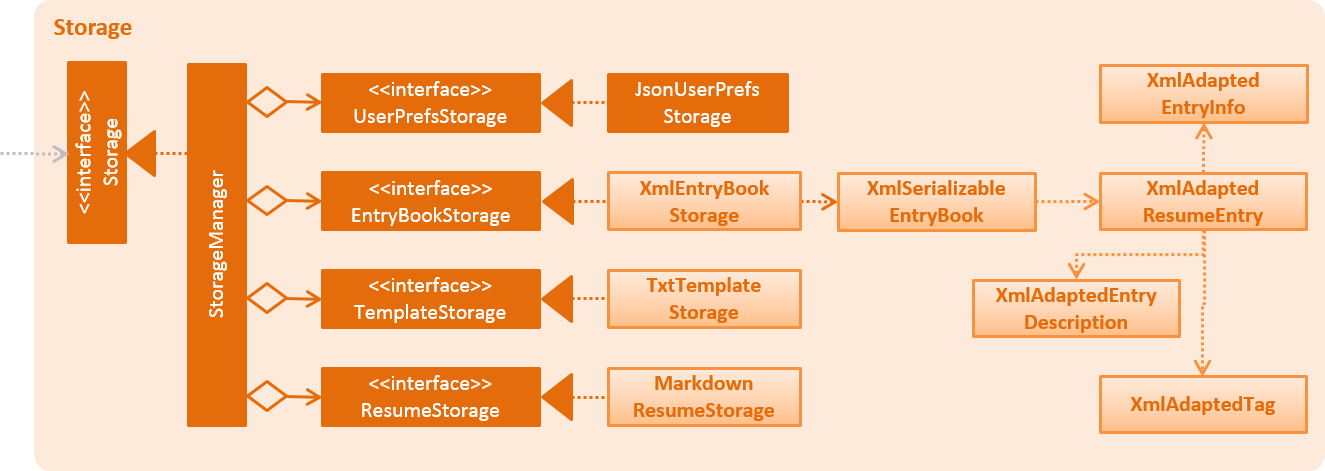 Storage
<<interface>>
Storage
StorageManager
<<interface>>
UserPrefsStorage
JsonUserPrefs
Storage
<<interface>>
EntryBookStorage
XmlEntryBook
Storage
XmlSerializable
EntryBook
XmlAdapted
ResumeEntry
XmlAdapted
EntryInfo
XmlAdaptedEntry
Description
XmlAdaptedTag
<<interface>>
TemplateStorage
TxtTemplate
Storage
<<interface>>
ResumeStorage
Markdown
ResumeStorage